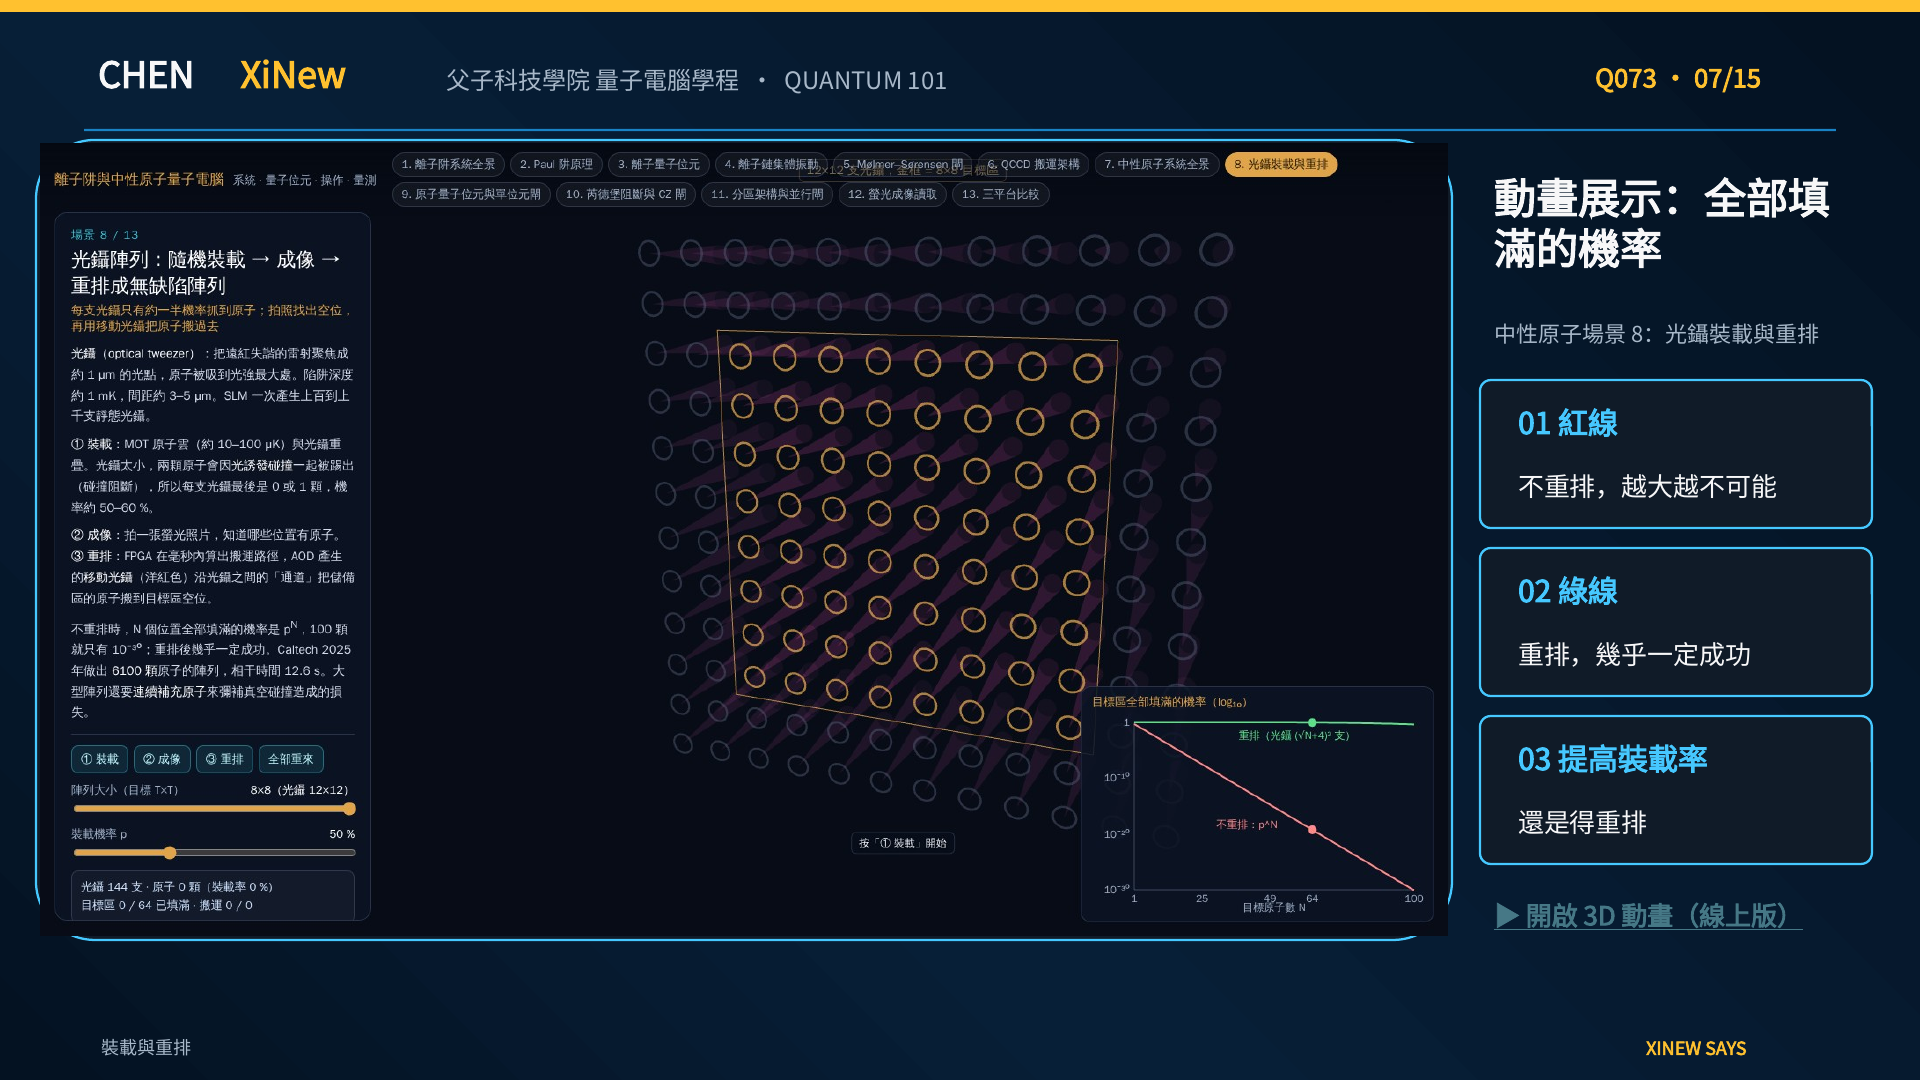 CHEN XiNew 父子科技學院 量子電腦學程 · QUANTUM 101 Q073 · 07/15
離子阱與中性原子量子電腦 系統 · 量子位元 · 操作 · 量測
1. 離子阱系統全景 2. Paul 阱原理 3. 離子量子位元 4. 離子鏈集體振動 5. Mølmer–Sørensen 閘 6. QCCD 搬運架構 7. 中性原子系統全景 8. 光鑷裝載與重排
12×12 支光鑷，金框 = 8×8 目標區
9. 原子量子位元與單位元閘 10. 芮德堡阻斷與 CZ 閘 11. 分區架構與並行閘 12. 螢光成像讀取 13. 三平台比較
場景 8 / 13
光鑷陣列：隨機裝載 → 成像 →
重排成無缺陷陣列
每支光鑷只有約一半機率抓到原子；拍照找出空位，
再用移動光鑷把原子搬過去
光鑷（optical tweezer）：把遠紅失諧的雷射聚焦成
約 1 μm 的光點，原子被吸到光強最大處。陷阱深度
約 1 mK，間距約 3–5 μm。SLM 一次產生上百到上
千支靜態光鑷。
① 裝載：MOT 原子雲（約 10–100 μK）與光鑷重
疊。光鑷太小，兩顆原子會因光誘發碰撞一起被踢出
（碰撞阻斷），所以每支光鑷最後是 0 或 1 顆，機
率約 50–60 %。
② 成像：拍一張螢光照片，知道哪些位置有原子。
③ 重排：FPGA 在毫秒內算出搬運路徑，AOD 產生
的移動光鑷（洋紅色）沿光鑷之間的「通道」把儲備
區的原子搬到目標區空位。
不重排時，N 個位置全部填滿的機率是 pᴺ，100 顆
就只有 10⁻³⁰；重排後幾乎一定成功。Caltech 2025
年做出 6100 顆原子的陣列，相干時間 12.6 s。大
型陣列還要連續補充原子來彌補真空碰撞造成的損
失。
① 裝載 ② 成像 ③ 重排 全部重來
陣列大小（目標 T×T） 8×8（光鑷 12×12）
裝載機率 p 50 %
光鑷 144 支 · 原子 0 顆（裝載率 0 %）
目標區 0 / 64 已填滿 · 搬運 0 / 0
按「① 裝載」開始
目標區全部填滿的機率（log₁₀）
1
重排（光鑷 (√N+4)² 支）
10⁻¹⁰
不重排：p^N
10⁻²⁰
10⁻³⁰
1 25 49 64 100
目標原子數 N
動畫展示：全部填
滿的機率
中性原子場景 8：光鑷裝載與重排
01 紅線
不重排，越大越不可能
02 綠線
重排，幾乎一定成功
03 提高裝載率
還是得重排
▶ 開啟 3D 動畫（線上版）
裝載與重排 XINEW SAYS